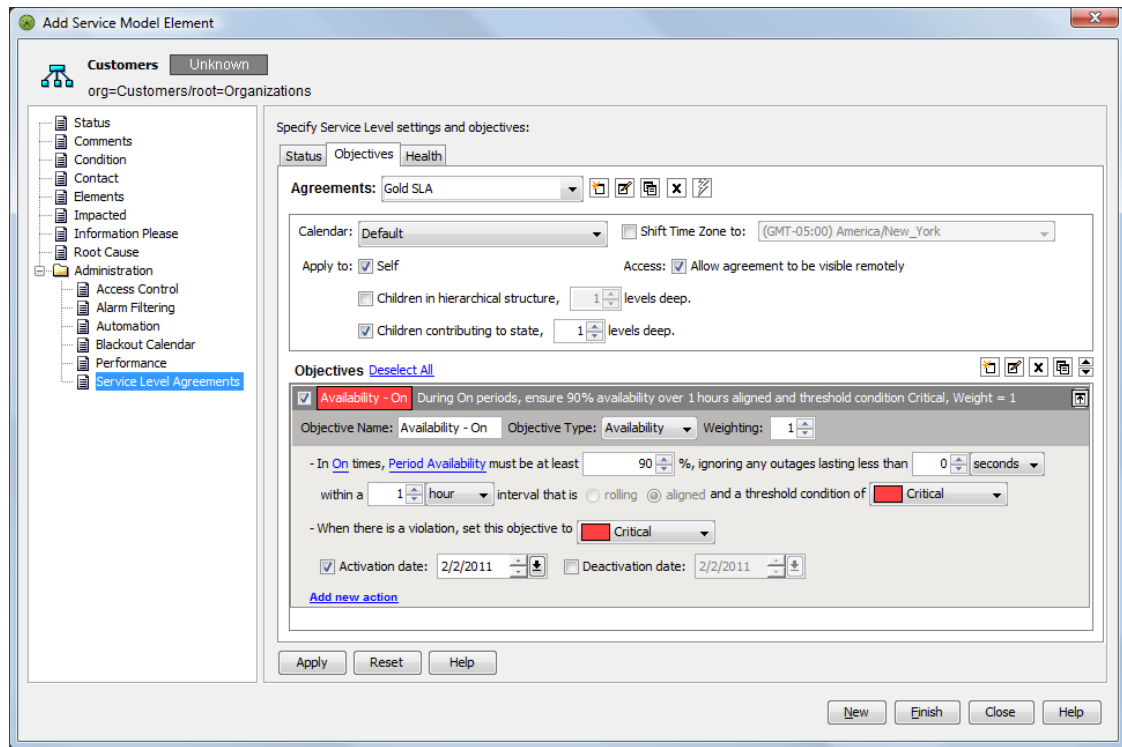 Add Service Model Element
Customers Unknown
org=Customers/root=Organizations
Status
Comments
Condition
Contact
Elements
Impacted
Information Please
Root Cause
Administration
Access Control
Alarm Filtering
Automation
Blackout Calendar
Performance
Service Level Agreements
Specify Service Level settings and objectives:
Status Objectives Health
Agreements: Gold SLA
Calendar: Default Shift Time Zone to: (GMT-05:00) America/New_York
Apply to: Self Access: Allow agreement to be visible remotely
Children in hierarchical structure, 1 levels deep.
Children contributing to state, 1 levels deep.
Objectives Deselect All
Availability - On During On periods, ensure 90% availability over 1 hours aligned and threshold condition Critical, Weight = 1
Objective Name: Availability - On Objective Type: Availability Weighting: 1
- In On times, Period Availability must be at least 90 %, ignoring any outages lasting less than 0 seconds
within a 1 hour interval that is rolling aligned and a threshold condition of Critical
- When there is a violation, set this objective to Critical
Activation date: 2/2/2011 Deactivation date: 2/2/2011
Add new action
Apply Reset Help
New Finish Close Help